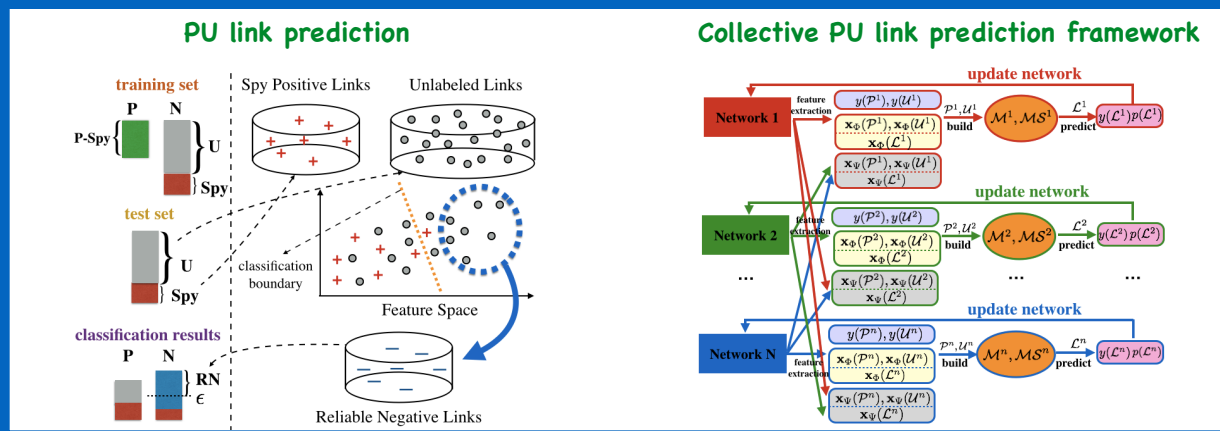 PU link prediction
training set
P N
P-Spy
U
Spy
test set
U
Spy
classification results
P N
RN
ϵ
Spy Positive Links
Unlabeled Links
classification
boundary
Feature Space
Reliable Negative Links
Collective PU link prediction framework
update network
Network 1
feature
extraction
y(𝒫¹), y(𝒰¹)
x_Φ(𝒫¹), x_Φ(𝒰¹)
x_Φ(ℒ¹)
x_Ψ(𝒫¹), x_Ψ(𝒰¹)
x_Ψ(ℒ¹)
𝒫¹, 𝒰¹
build
ℳ¹, ℳ𝒮¹
ℒ¹
predict
y(ℒ¹)p(ℒ¹)
update network
Network 2
feature
extraction
y(𝒫²), y(𝒰²)
x_Φ(𝒫²), x_Φ(𝒰²)
x_Φ(ℒ²)
x_Ψ(𝒫²), x_Ψ(𝒰²)
x_Ψ(ℒ²)
𝒫², 𝒰²
build
ℳ², ℳ𝒮²
ℒ²
predict
y(ℒ²)p(ℒ²)
... ... ...
update network
Network N
feature
extraction
y(𝒫ⁿ), y(𝒰ⁿ)
x_Φ(𝒫ⁿ), x_Φ(𝒰ⁿ)
x_Φ(ℒⁿ)
x_Ψ(𝒫ⁿ), x_Ψ(𝒰ⁿ)
x_Ψ(ℒⁿ)
𝒫ⁿ, 𝒰ⁿ
build
ℳⁿ, ℳ𝒮ⁿ
ℒⁿ
predict
y(ℒⁿ)p(ℒⁿ)